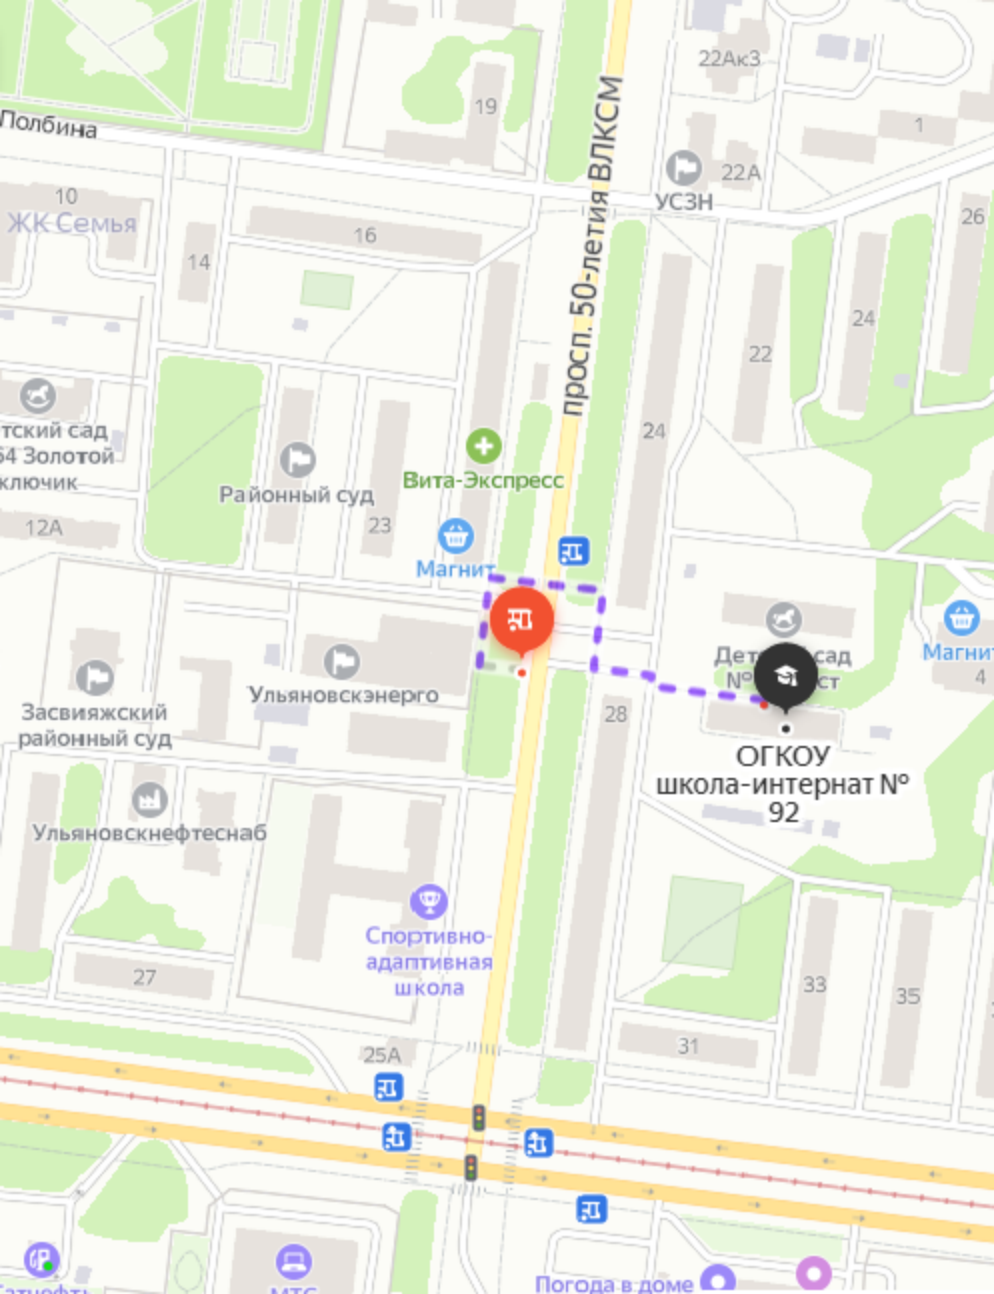 22Ак3
19
Полбина
1
22А
УСЗН
10
ЖК Семья
16
26
14
просп. 50-летия ВЛКСМ
24
22
24
тский сад
64 Золотой
ключик
Вита-Экспресс
Районный суд
23
12А
Магнит
Магнит
4
Ульяновскэнерго
Засвияжский
районный суд
28
ОГКОУ
школа-интернат №
92
Ульяновскнефтеснаб
Спортивно-
адаптивная
школа
27
33
35
31
25А
Погода в доме
МТС